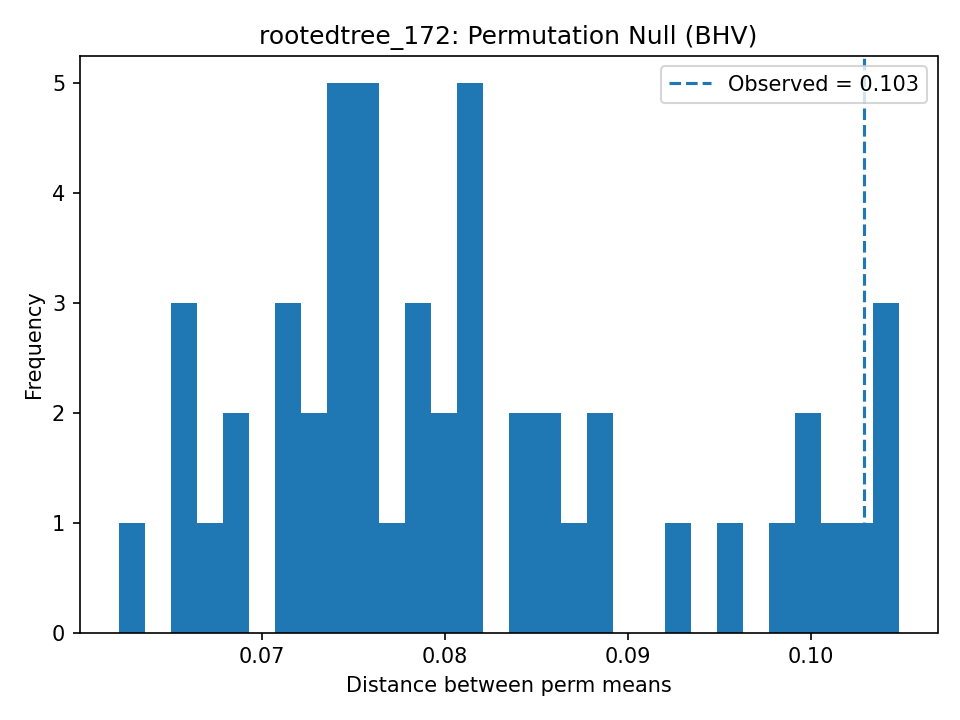 rootedtree_172: Permutation Null (BHV)
Observed = 0.103
5
4
3
2
1
0
Frequency
0.07 0.08 0.09 0.10
Distance between perm means